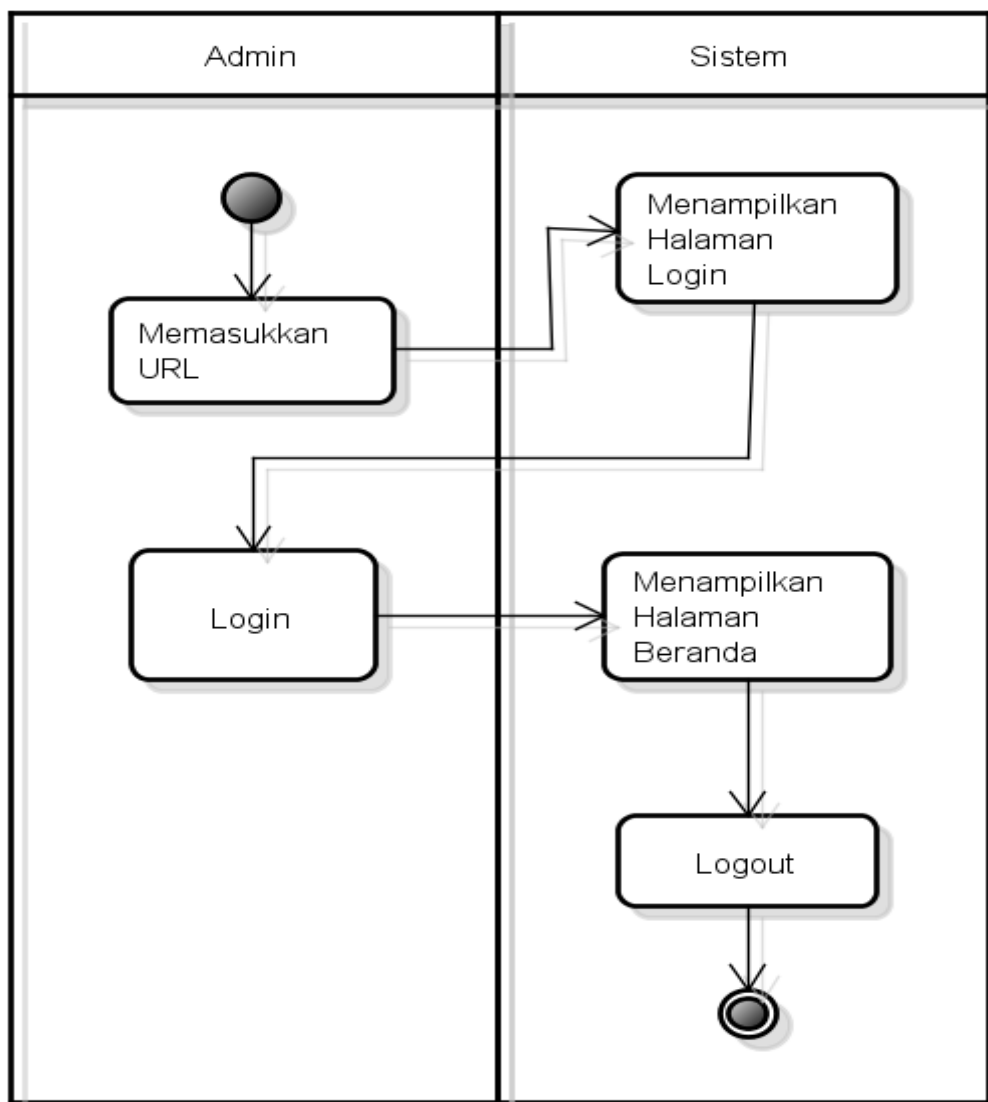 Admin
Sistem
Menampilkan
Halaman
Login
Memasukkan
URL
Login
Menampilkan
Halaman
Beranda
Logout